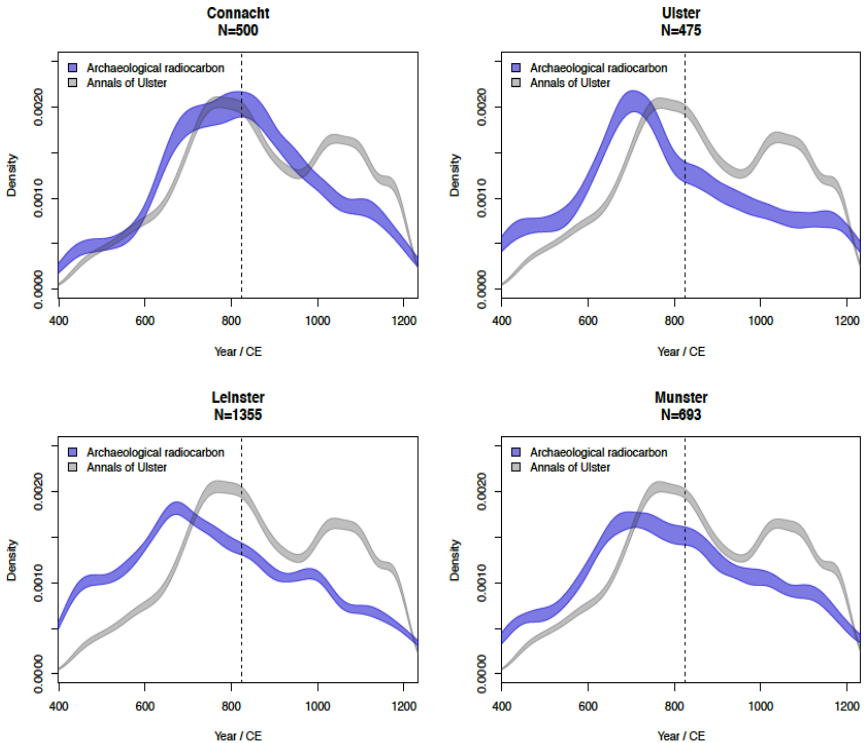 Connacht
N=500
Archaeological radiocarbon
Annals of Ulster
Density
0.0000 0.0010 0.0020
400 600 800 1000 1200
Year / CE
Ulster
N=475
Archaeological radiocarbon
Annals of Ulster
Density
0.0000 0.0010 0.0020
400 600 800 1000 1200
Year / CE
Leinster
N=1355
Archaeological radiocarbon
Annals of Ulster
Density
0.0000 0.0010 0.0020
400 600 800 1000 1200
Year / CE
Munster
N=693
Archaeological radiocarbon
Annals of Ulster
Density
0.0000 0.0010 0.0020
400 600 800 1000 1200
Year / CE